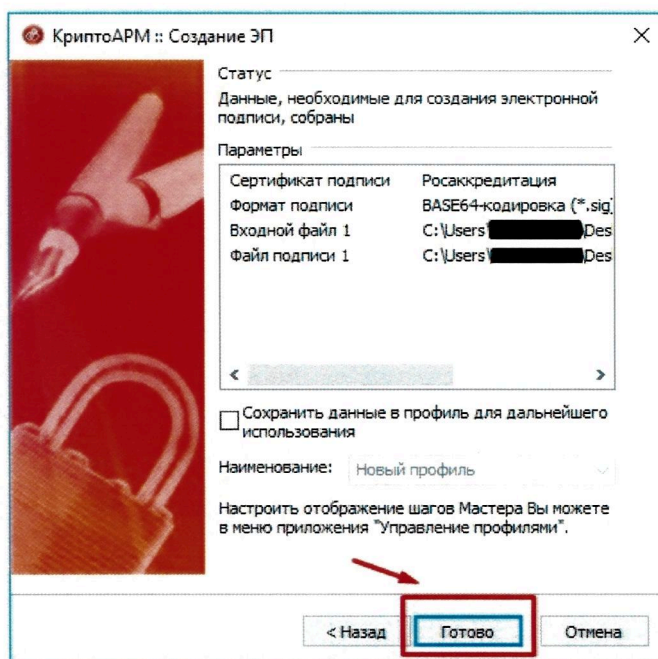 КриптоАРМ :: Создание ЭП
Статус
Данные, необходимые для создания электронной
подписи, собраны
Параметры
Сертификат подписи Росаккредитация
Формат подписи BASE64-кодировка (*.sig)
Входной файл 1 C:\Users\ \Des
Файл подписи 1 C:\Users\ \Des
Сохранить данные в профиль для дальнейшего
использования
Наименование: Новый профиль
Настроить отображение шагов Мастера Вы можете
в меню приложения "Управление профилями".
< Назад Готово Отмена